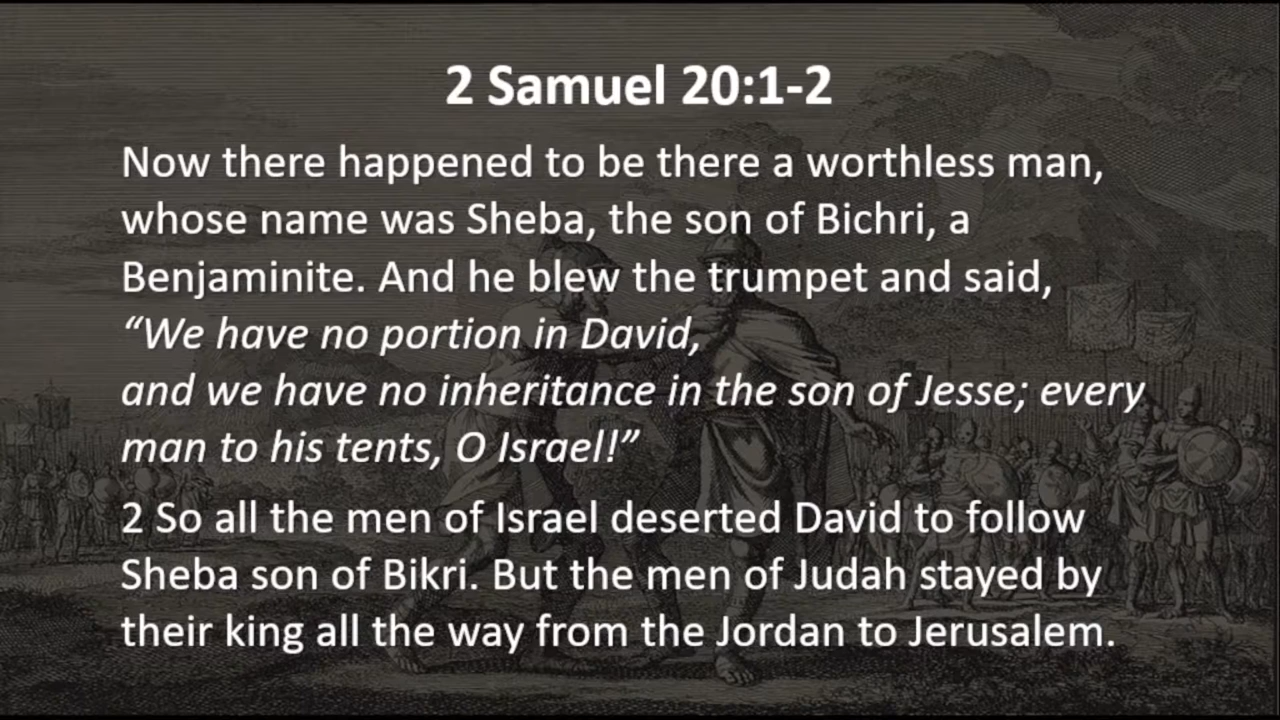 2 Samuel 20:1-2
Now there happened to be there a worthless man,
whose name was Sheba, the son of Bichri, a
Benjaminite. And he blew the trumpet and said,
“We have no portion in David,
and we have no inheritance in the son of Jesse; every
man to his tents, O Israel!”
2 So all the men of Israel deserted David to follow
Sheba son of Bikri. But the men of Judah stayed by
their king all the way from the Jordan to Jerusalem.